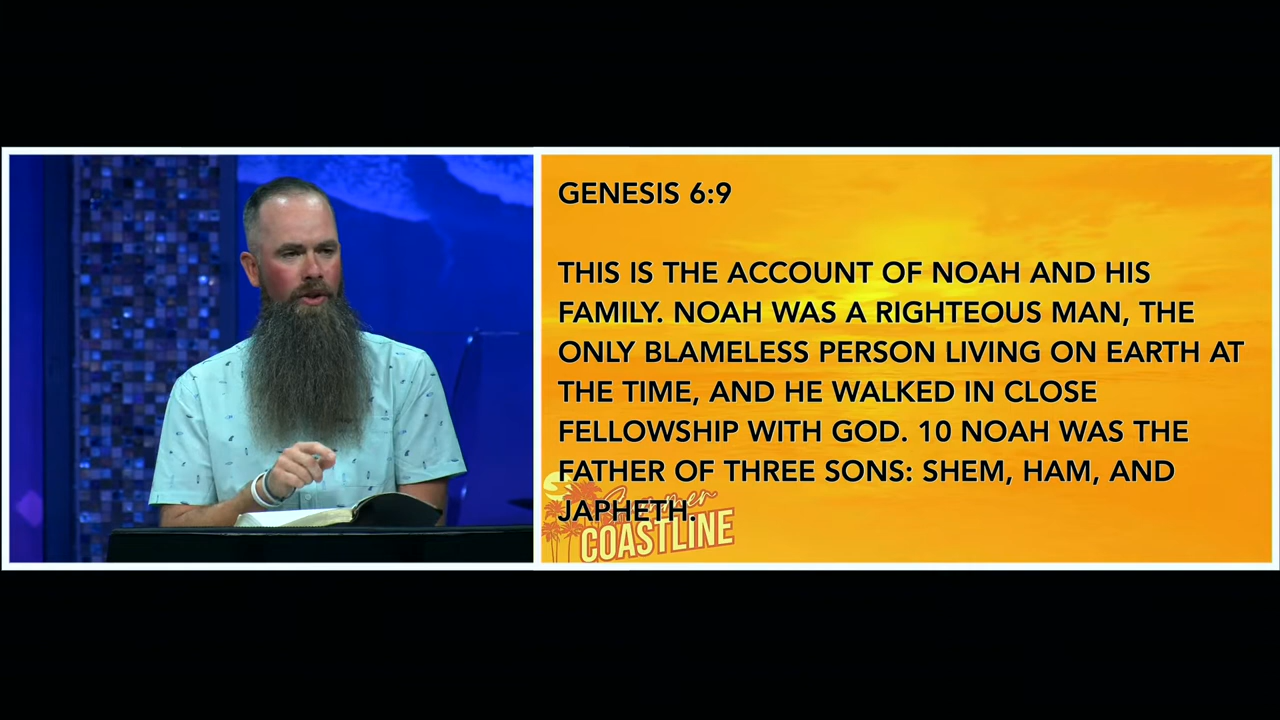 GENESIS 6:9
THIS IS THE ACCOUNT OF NOAH AND HIS
FAMILY. NOAH WAS A RIGHTEOUS MAN, THE
ONLY BLAMELESS PERSON LIVING ON EARTH AT
THE TIME, AND HE WALKED IN CLOSE
FELLOWSHIP WITH GOD. 10 NOAH WAS THE
FATHER OF THREE SONS: SHEM, HAM, AND
JAPHETH.
Summer
COASTLINE